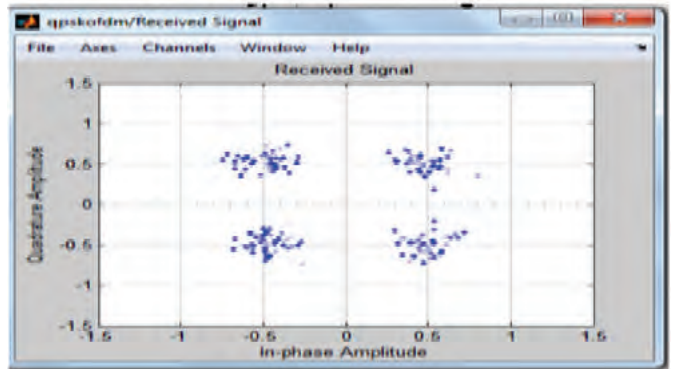 qpskofdm/Received Signal
File Axes Channels Window Help
Received Signal
1.5
1
0.5
0
-0.5
-1
-1.5
Quadrature Amplitude
-1.5 -1 -0.5 0 0.5 1 1.5
In-phase Amplitude